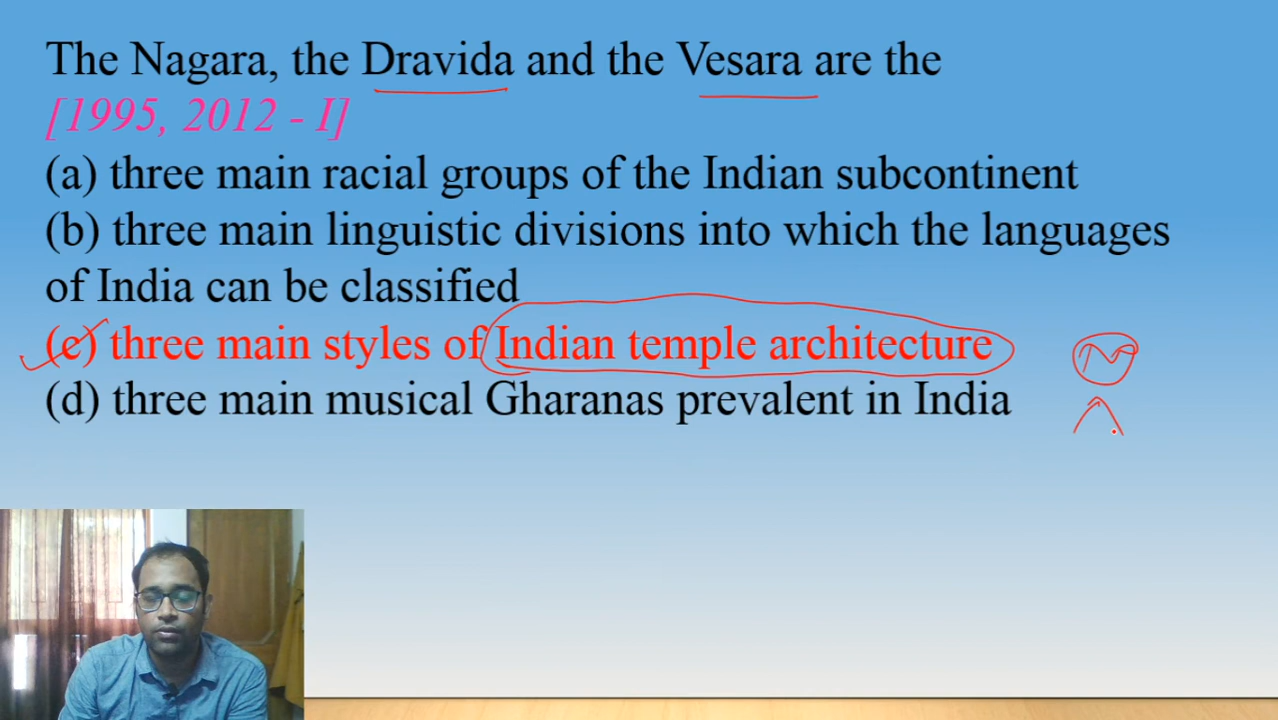 The Nagara, the Dravida and the Vesara are the
[1995, 2012 - I]
(a) three main racial groups of the Indian subcontinent
(b) three main linguistic divisions into which the languages
of India can be classified
(c) three main styles of Indian temple architecture
N
(d) three main musical Gharanas prevalent in India